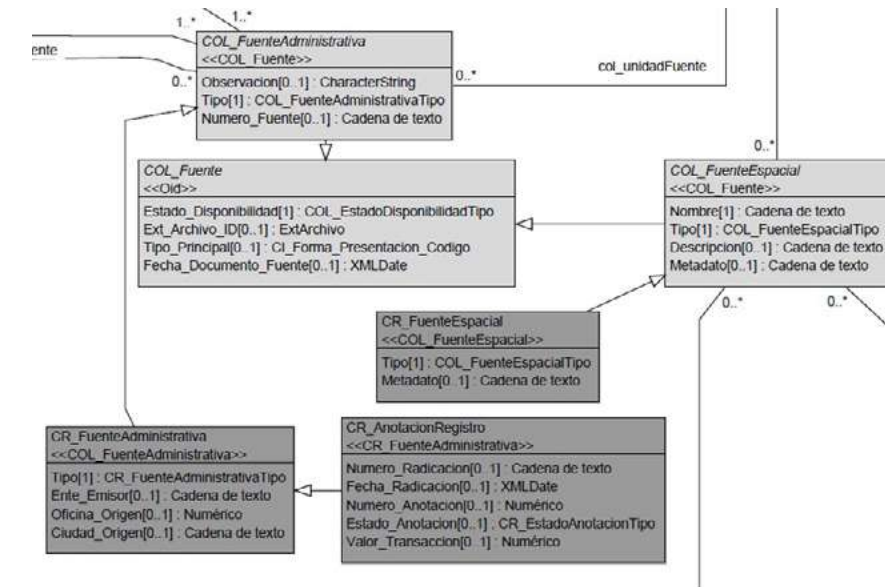 1..*
1..*
ente
0..*
COL_FuenteAdministrativa
<<COL_Fuente>>
Observacion[0..1] : CharacterString
Tipo[1] : COL_FuenteAdministrativaTipo
Numero_Fuente[0..1] : Cadena de texto
0..*
col_unidadFuente
0..*
COL_Fuente
<<Oid>>
Estado_Disponibilidad[1] : COL_EstadoDisponibilidadTipo
Ext_Archivo_ID[0..1] : ExtArchivo
Tipo_Principal[0..1] : CI_Forma_Presentacion_Codigo
Fecha_Documento_Fuente[0..1] : XMLDate
COL_FuenteEspacial
<<COL_Fuente>>
Nombre[1] : Cadena de texto
Tipo[1] : COL_FuenteEspacialTipo
Descripcion[0..1] : Cadena de texto
Metadato[0..1] : Cadena de texto
0..*
0..*
CR_FuenteEspacial
<<COL_FuenteEspacial>>
Tipo[1] : COL_FuenteEspacialTipo
Metadato[0..1] : Cadena de texto
CR_FuenteAdministrativa
<<COL_FuenteAdministrativa>>
Tipo[1] : CR_FuenteAdministrativaTipo
Ente_Emisor[0..1] : Cadena de texto
Oficina_Origen[0..1] : Numérico
Ciudad_Origen[0..1] : Cadena de texto
CR_AnotacionRegistro
<<CR_FuenteAdministrativa>>
Numero_Radicacion[0..1] : Cadena de texto
Fecha_Radicacion[0..1] : XMLDate
Numero_Anotacion[0..1] : Numérico
Estado_Anotacion[0..1] : CR_EstadoAnotacionTipo
Valor_Transaccion[0..1] : Numérico